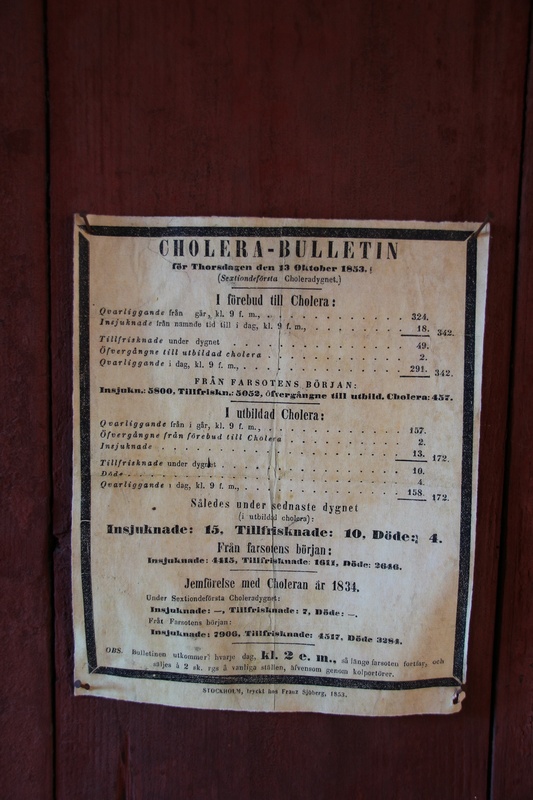 CHOLERA-BULLETIN
för Thorsdagen den 13 Oktober 1853.
(Sextiondeförsta Choleradygnet.)
I förebud till Cholera:
Qvarliggande från i går, kl. 9 f. m., . . . . . . . . . . 324.
Insjuknade från nämnde tid till i dag, kl. 9 f. m., . . . . . . . 18. 342.
Tillfrisknade under dygnet . . . . . . . . . . 49.
Öfvergångne till utbildad cholera . . . . . . . . . . 2.
Qvarliggande i dag, kl. 9 f. m., . . . . . . . . . . 291. 342.
FRÅN FARSOTENS BÖRJAN:
Insjukn.: 5800, Tillfriskn.: 5052, öfvergångne till utbild. Cholera: 457.
I utbildad Cholera:
Qvarliggande från i går, kl. 9 f. m., . . . . . . . . . . 157.
Öfvergångne från förebud till Cholera . . . . . . . . . . 2.
Insjuknade . . . . . . . . . . 13. 172.
Tillfrisknade under dygnet . . . . . . . . . . 10.
Döde . . . . . . . . . . 4.
Qvarliggande i dag, kl. 9 f. m., . . . . . . . . . . 158. 172.
Således under sednaste dygnet
(i utbildad cholera):
Insjuknade: 15, Tillfrisknade: 10, Döde: 4.
Från farsotens början:
Insjuknade: 4415, Tillfrisknade: 1611, Döde: 2646.
Jemförelse med Choleran år 1834.
Under Sextiondeförsta Choleradygnet:
Insjuknade: —, Tillfrisknade: 7, Döde: —.
Från Farsotens början:
Insjuknade: 7906, Tillfrisknade: 4517, Döde 3284.
OBS. Bulletinen utkommer hvarje dag, kl. 2 e. m., så länge farsoten fortfar, och
säljes à 2 sk. rgs å vanliga ställen, äfvensom genom kolportörer.
STOCKHOLM, tryckt hos Franz Sjöberg, 1853.